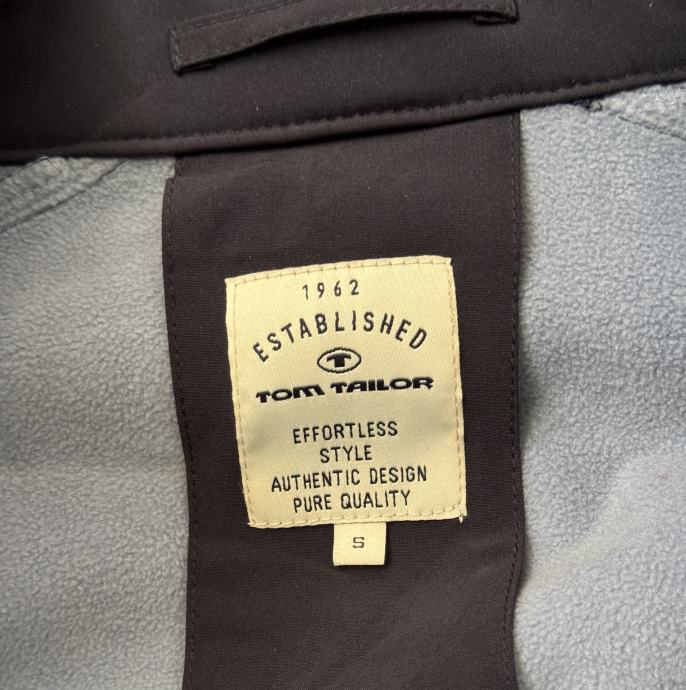 1962
ESTABLISHED
T
TOM TAILOR
EFFORTLESS
STYLE
AUTHENTIC DESIGN
PURE QUALITY
S